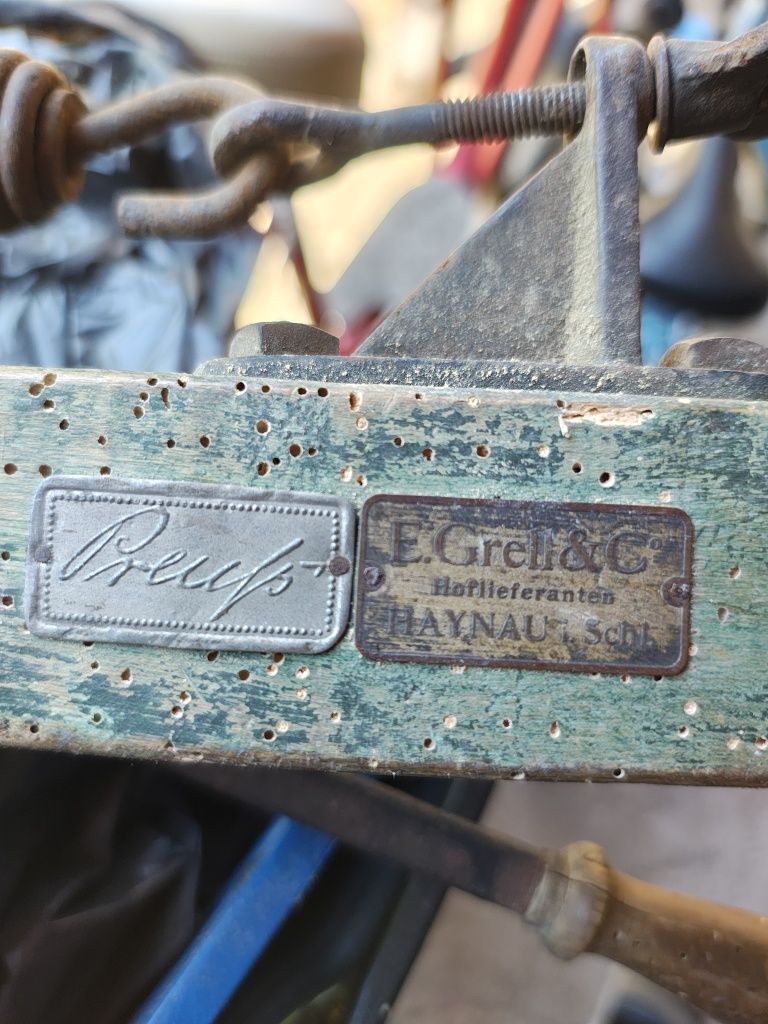 Preuß
E. Grell & Cº
Hoflieferanten
HAYNAU i. Schl.